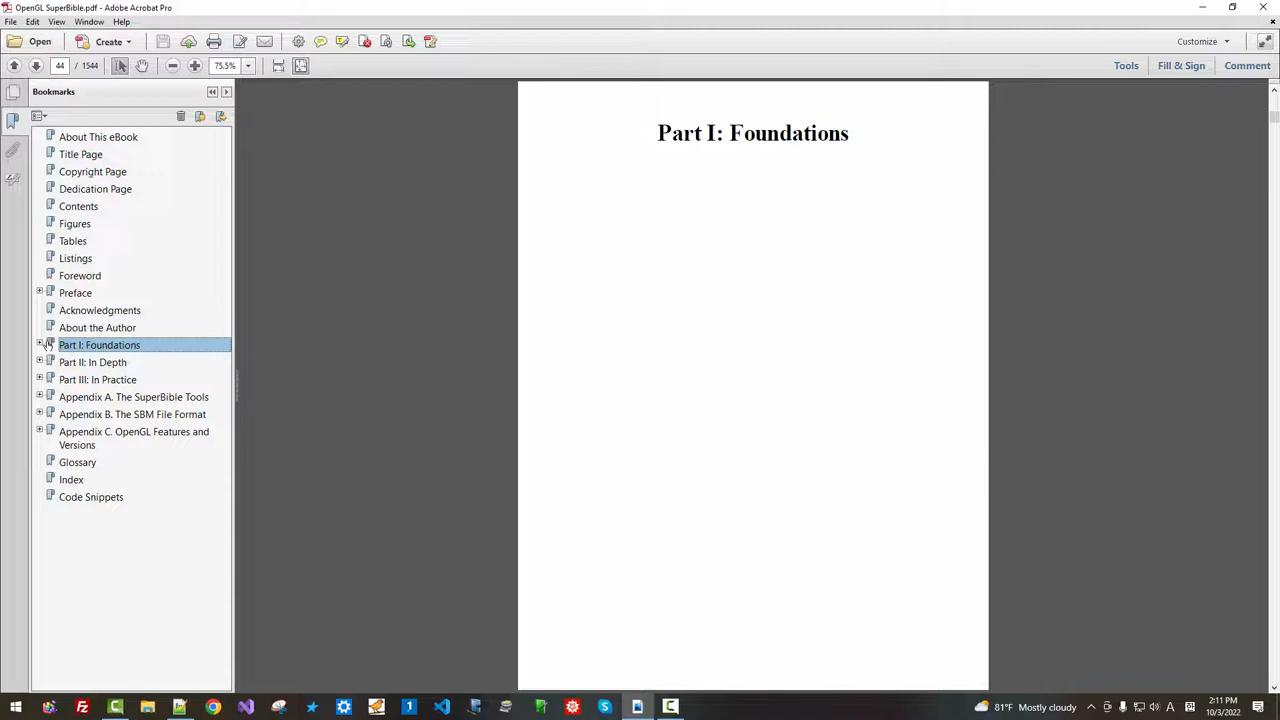 OpenGL SuperBible.pdf - Adobe Acrobat Pro
File Edit View Window Help
Open Create Customize
44 / 1544 75.5% Tools Fill & Sign Comment
Bookmarks
About This eBook
Title Page
Copyright Page
Dedication Page
Contents
Figures
Tables
Listings
Foreword
Preface
Acknowledgments
About the Author
Part I: Foundations
Part II: In Depth
Part III: In Practice
Appendix A. The SuperBible Tools
Appendix B. The SBM File Format
Appendix C. OpenGL Features and
Versions
Glossary
Index
Code Snippets
Part I: Foundations
81°F Mostly cloudy
2:11 PM
10/3/2022